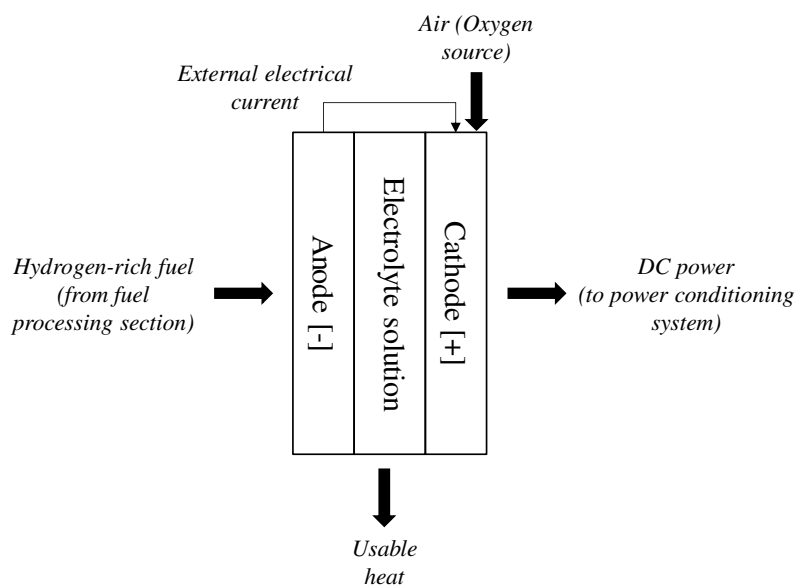 Air (Oxygen
source)
External electrical
current
Hydrogen-rich fuel
(from fuel
processing section)
Anode [-]
Electrolyte solution
Cathode [+]
DC power
(to power conditioning
system)
Usable
heat